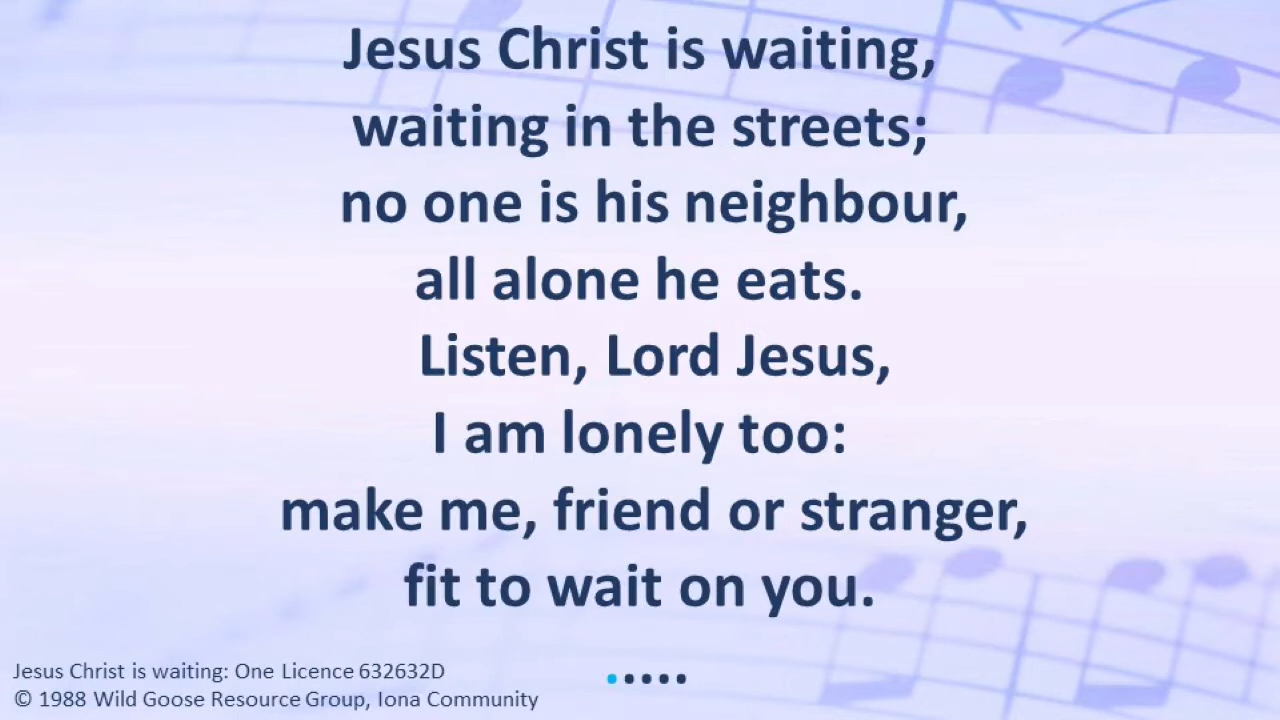 Jesus Christ is waiting,
waiting in the streets;
no one is his neighbour,
all alone he eats.
Listen, Lord Jesus,
I am lonely too:
make me, friend or stranger,
fit to wait on you.
Jesus Christ is waiting: One Licence 632632D
© 1988 Wild Goose Resource Group, Iona Community